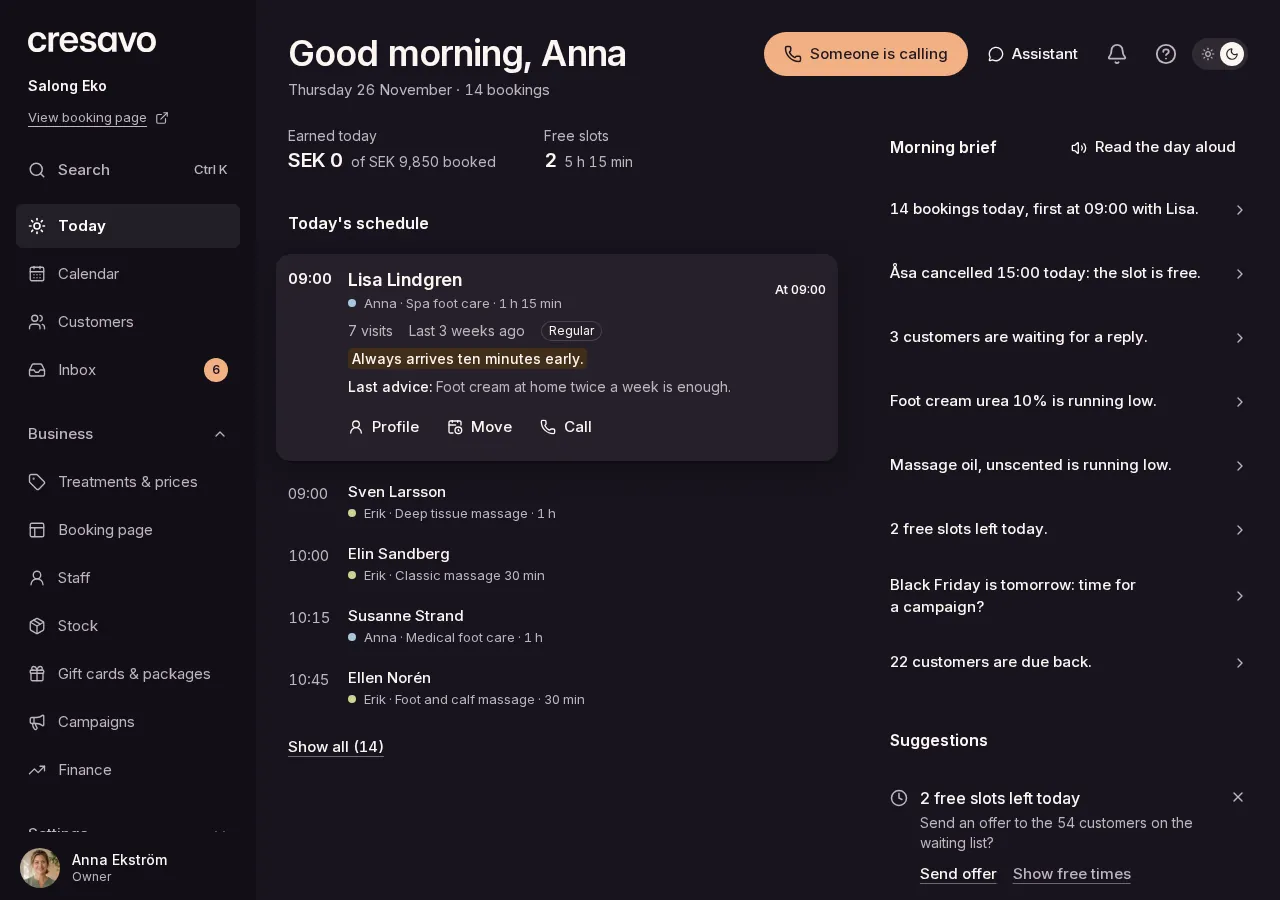 cresavo
Salong Eko
View booking page
Search Ctrl K
Today
Calendar
Customers
Inbox 6
Business
Treatments & prices
Booking page
Staff
Stock
Gift cards & packages
Campaigns
Finance
Settings
Anna Ekström
Owner
Good morning, Anna
Thursday 26 November · 14 bookings
Someone is calling
Assistant
Earned today
SEK 0 of SEK 9,850 booked
Free slots
2 5 h 15 min
Today's schedule
09:00 Lisa Lindgren
At 09:00
Anna · Spa foot care · 1 h 15 min
7 visits Last 3 weeks ago Regular
Always arrives ten minutes early.
Last advice: Foot cream at home twice a week is enough.
Profile Move Call
09:00 Sven Larsson
Erik · Deep tissue massage · 1 h
10:00 Elin Sandberg
Erik · Classic massage 30 min
10:15 Susanne Strand
Anna · Medical foot care · 1 h
10:45 Ellen Norén
Erik · Foot and calf massage · 30 min
Show all (14)
Morning brief Read the day aloud
14 bookings today, first at 09:00 with Lisa.
Åsa cancelled 15:00 today: the slot is free.
3 customers are waiting for a reply.
Foot cream urea 10% is running low.
Massage oil, unscented is running low.
2 free slots left today.
Black Friday is tomorrow: time for
a campaign?
22 customers are due back.
Suggestions
2 free slots left today
Send an offer to the 54 customers on the
waiting list?
Send offer Show free times